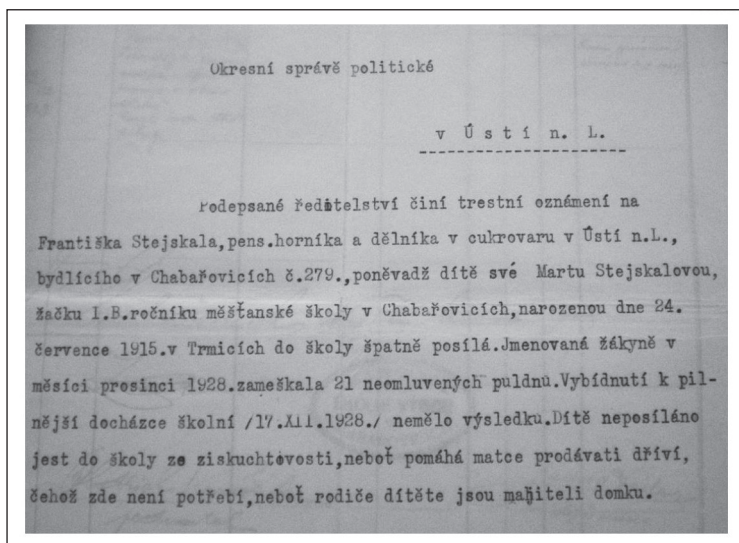 Okresní správě politické
v Ústí n. L.
Podepsané ředitelství činí trestní oznámení na
Františka Stejskala,pens.horníka a dělníka v cukrovaru v Ústí n.L.,
bydlícího v Chabařovicích č.279.,poněvadž dítě své Martu Stejskalovou,
žačku I.B.ročníku měšťanské školy v Chabařovicích,narozenou dne 24.
července 1915.v Trmicích do školy špatně posílá.Jmenovaná žákyně v
měsíci prosinci 1928.zameškala 21 neomluvených puldnu.Vybídnutí k pil-
nější docházce školní /17.XII.1928./ nemělo výsledku.Dítě neposíláno
jest do školy ze ziskuchtovosti,neboť pomáhá matce prodávati dříví,
čehož zde není potřebí,neboť rodiče dítěte jsou majiteli domku.